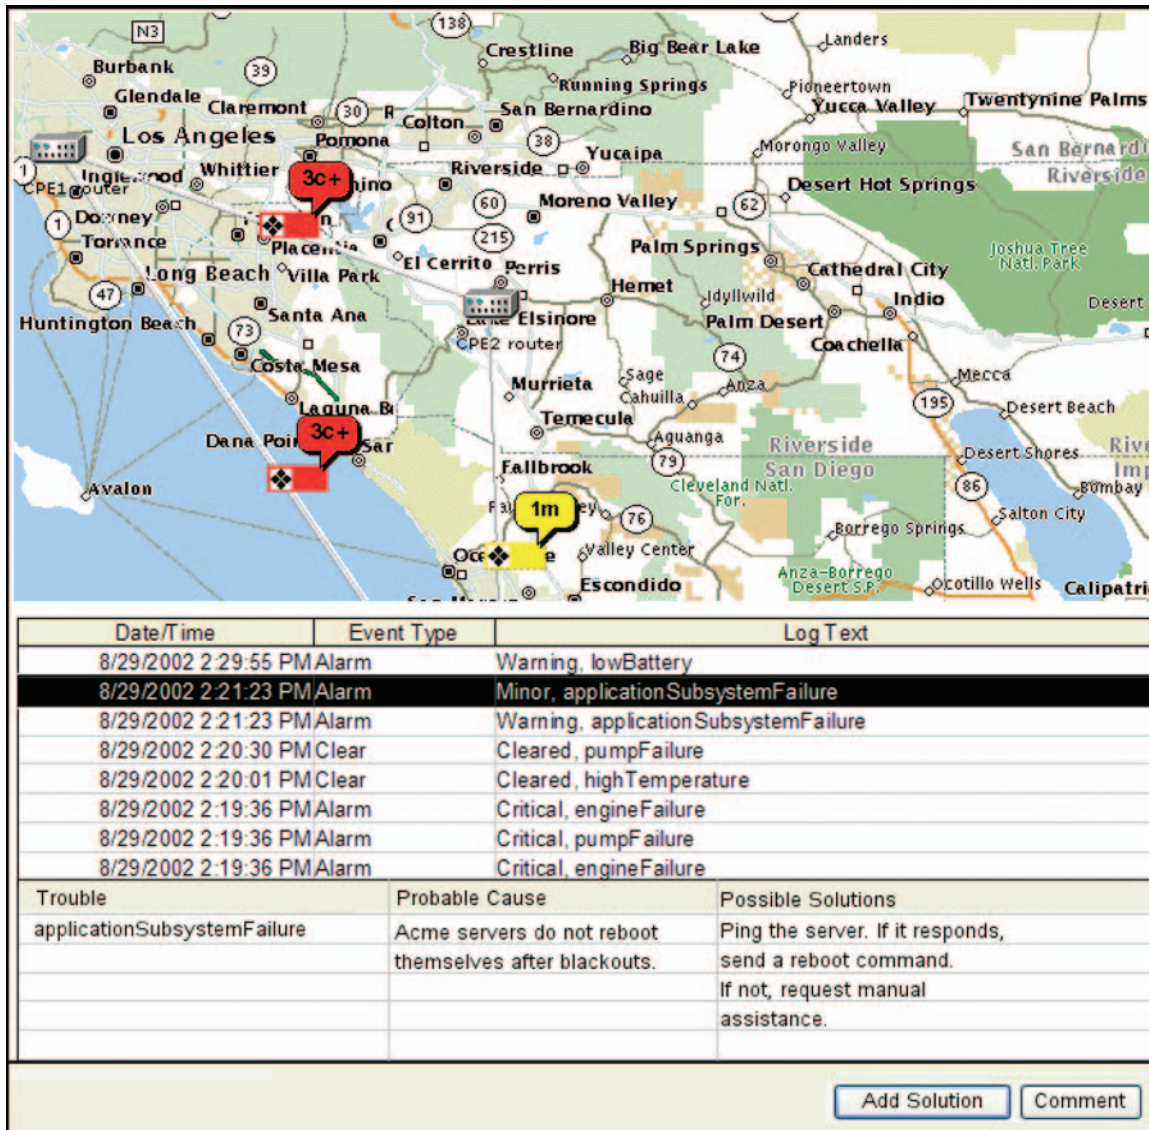 N3
138
Landers
Crestline
Big Bear Lake
Burbank
39
Running Springs
Pioneertown
Glendale
Claremont
30
R
Colton
San Bernardino
Yucca Valley
Twentynine Palms
Los Angeles
Pomona
38
Yucaipa
Morongo Valley
San Bernardi
1
Whittier
3c+
hino
Riverside
Riverside
CPE1 router
Desert Hot Springs
Downey
91
60
Moreno Valley
62
1
Torrance
Placentia
215
Palm Springs
Joshua Tree
Natl. Park
Long Beach
Villa Park
El Cerrito
Perris
Cathedral City
47
Hemet
Idyllwild
Indio
Desert
Huntington Beach
73
Santa Ana
Elsinore
Palm Desert
CPE2 router
Coachella
Costa Mesa
74
Murrieta
Sage
Cahuilla
Anza
Mecca
195
Laguna B
Temecula
Desert Beach
Dana Poin
3c+
Sar
Aguanga
Riverside
San Diego
Rive
Imp
79
Desert Shores
Fallbrook
Cleveland Natl.
For.
86
Bombay
Avalon
1m
ey
76
Salton City
Borrego Springs
Oce
e
Valley Center
Anza-Borrego
Desert S.P.
Escondido
Ocotillo Wells
Calipatri
Date/Time Event Type Log Text
8/29/2002 2:29:55 PM Alarm Warning, lowBattery
8/29/2002 2:21:23 PM Alarm Minor, applicationSubsystemFailure
8/29/2002 2:21:23 PM Alarm Warning, applicationSubsystemFailure
8/29/2002 2:20:30 PM Clear Cleared, pumpFailure
8/29/2002 2:20:01 PM Clear Cleared, highTemperature
8/29/2002 2:19:36 PM Alarm Critical, engineFailure
8/29/2002 2:19:36 PM Alarm Critical, pumpFailure
8/29/2002 2:19:36 PM Alarm Critical, engineFailure
Trouble Probable Cause Possible Solutions
applicationSubsystemFailure Acme servers do not reboot Ping the server. If it responds,
themselves after blackouts. send a reboot command.
If not, request manual
assistance.
Add Solution Comment